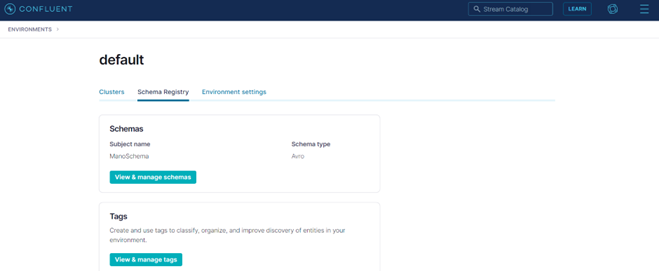 CONFLUENT
Stream Catalog
LEARN
ENVIRONMENTS >
default
Clusters Schema Registry Environment settings
Schemas
Subject name Schema type
ManoSchema Avro
View & manage schemas
Tags
Create and use tags to classify, organize, and improve discovery of entities in your
environment.
View & manage tags